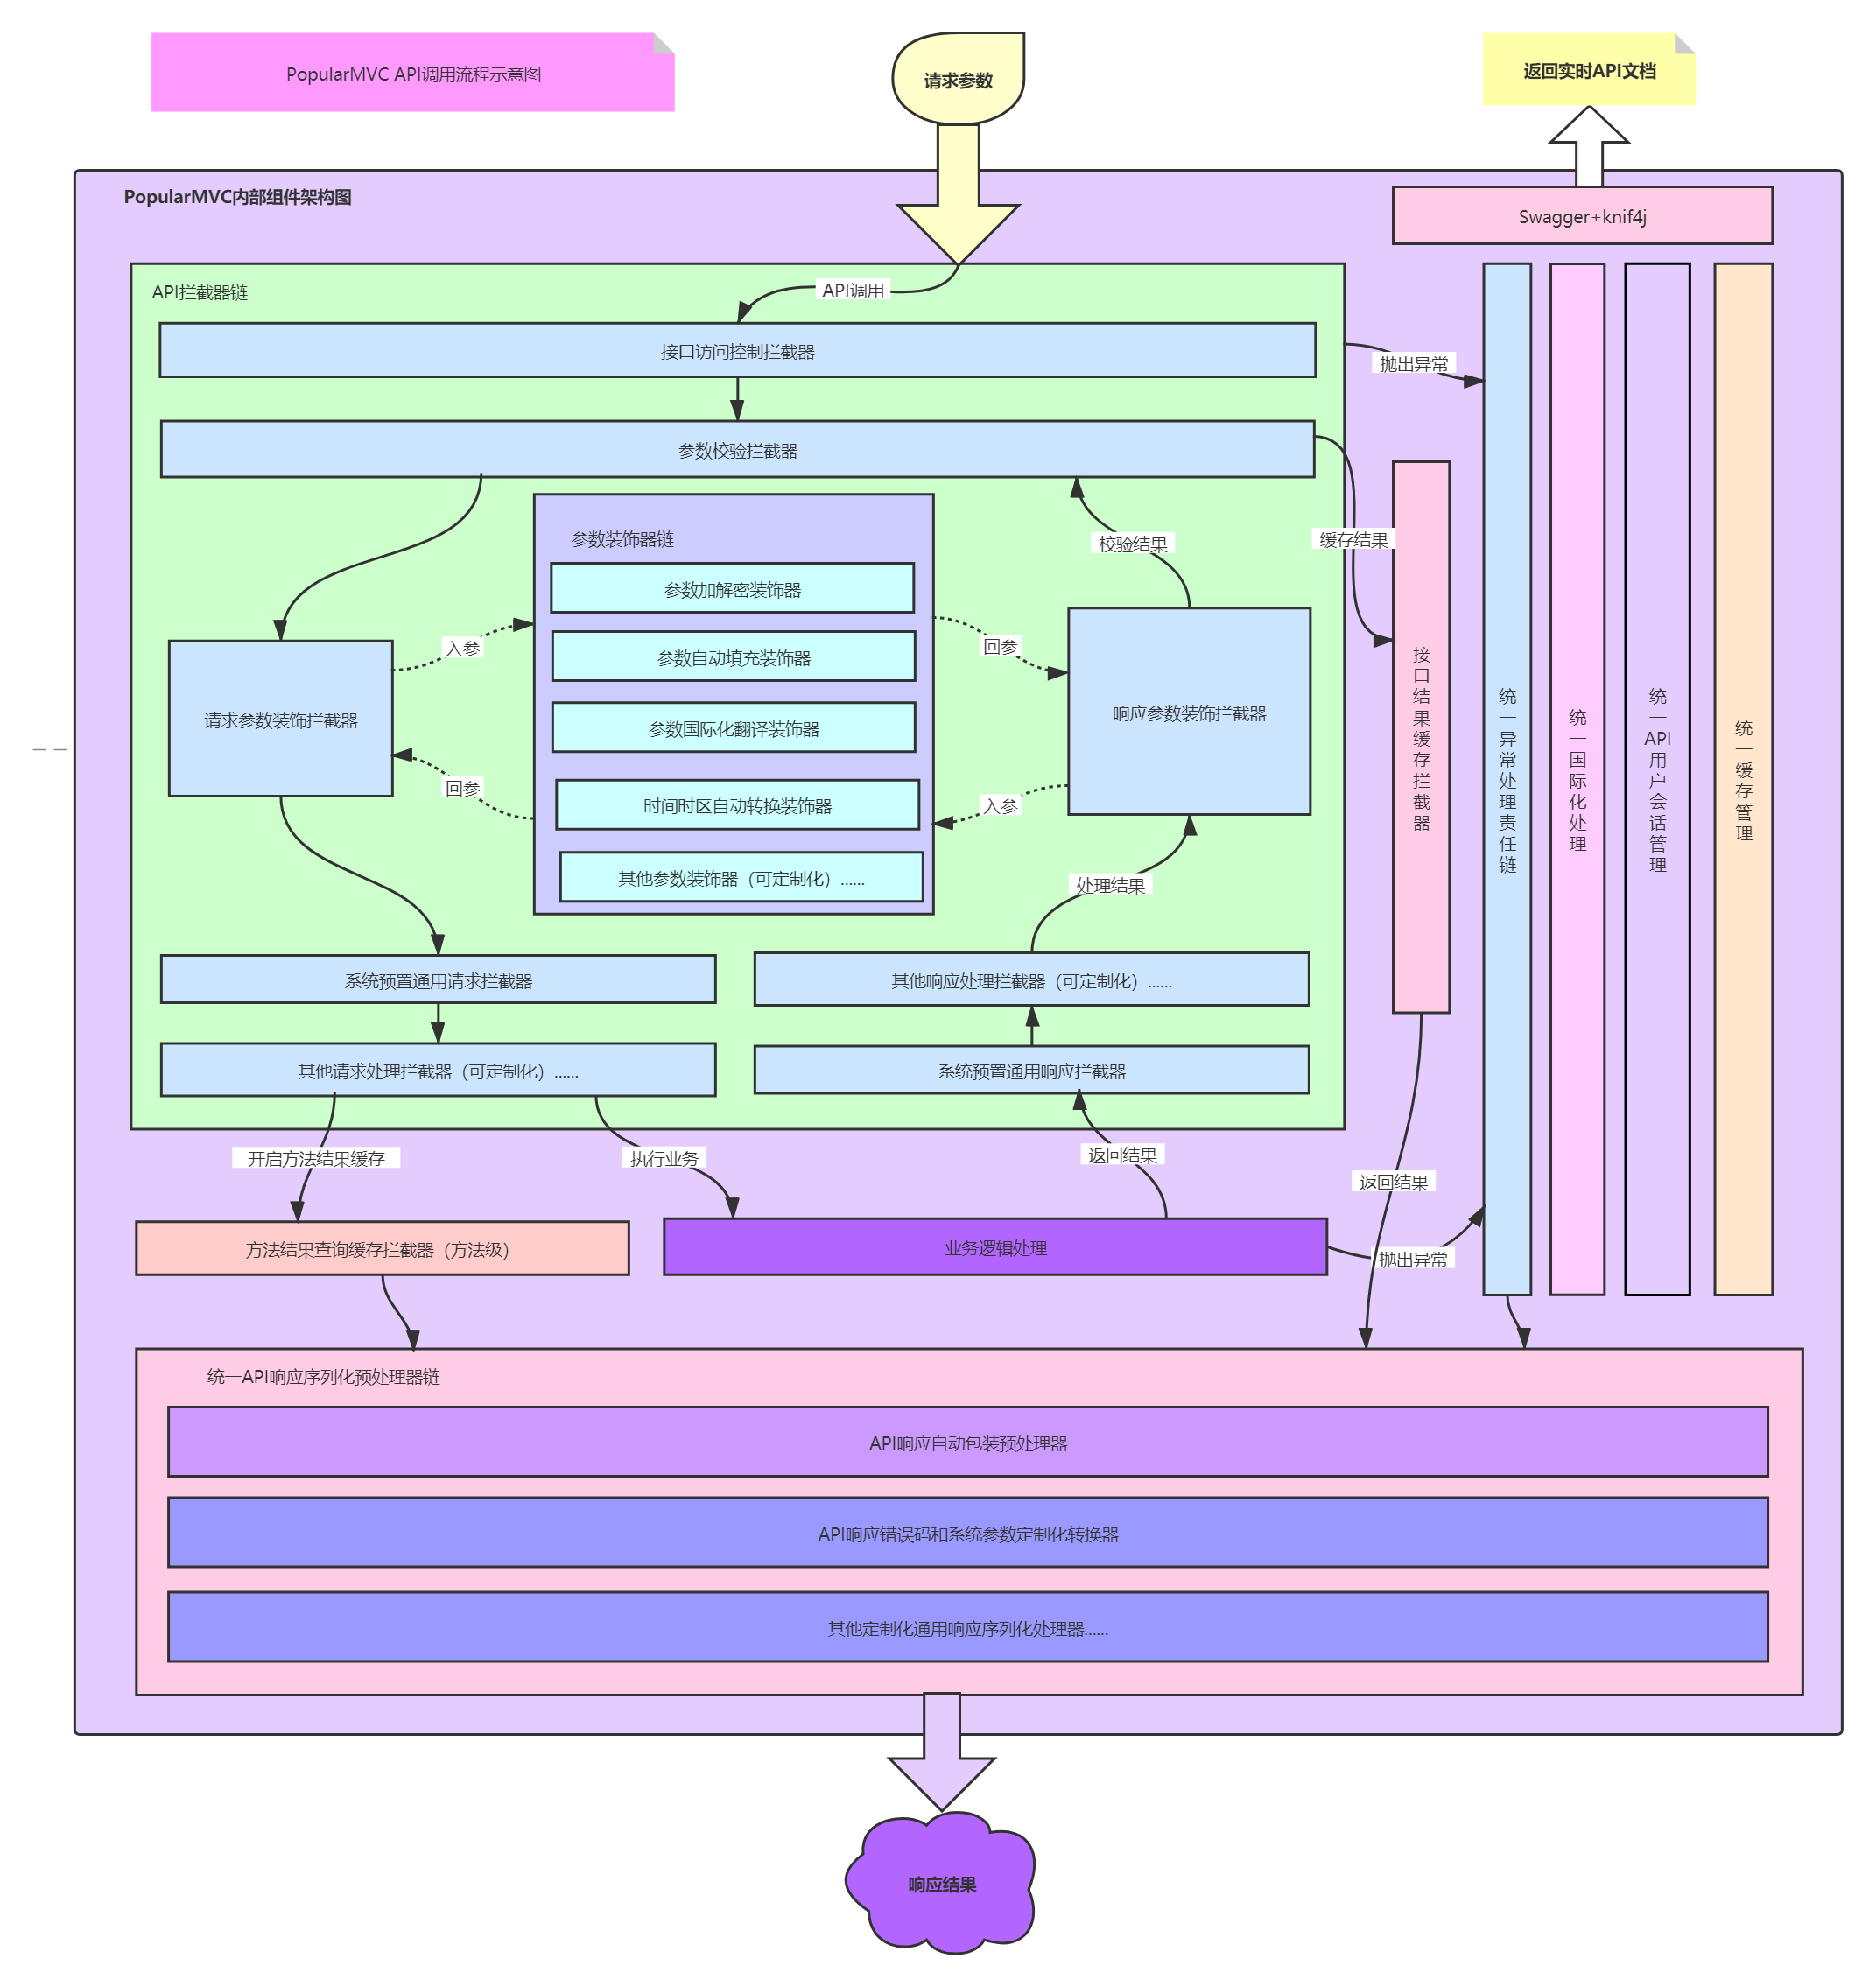 PopularMVC API调用流程示意图
请求参数
返回实时API文档
PopularMVC内部组件架构图
Swagger+knif4j
API拦截器链
API调用
接口访问控制拦截器
抛出异常
参数校验拦截器
参数装饰器链
校验结果
缓存结果
参数加解密装饰器
入参
回参
参数自动填充装饰器
请求参数装饰拦截器
参数国际化翻译装饰器
响应参数装饰拦截器
回参
时间时区自动转换装饰器
入参
其他参数装饰器（可定制化）......
处理结果
接口结果缓存拦截器
统一异常处理责任链
统一国际化处理
统一API用户会话管理
统一缓存管理
系统预置通用请求拦截器
其他响应处理拦截器（可定制化）......
其他请求处理拦截器（可定制化）......
系统预置通用响应拦截器
开启方法结果缓存
执行业务
返回结果
返回结果
方法结果查询缓存拦截器（方法级）
业务逻辑处理
抛出异常
统一API响应序列化预处理器链
API响应自动包装预处理器
API响应错误码和系统参数定制化转换器
其他定制化通用响应序列化处理器......
响应结果